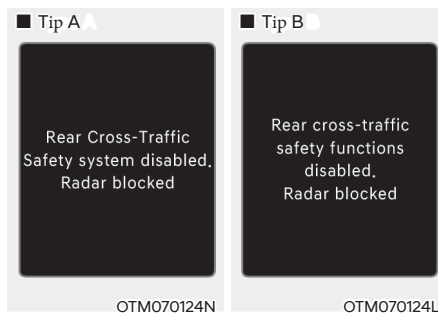 ■ Tip A
Rear Cross-Traffic
Safety system disabled.
Radar blocked
OTM070124N
■ Tip B
Rear cross-traffic
safety functions
disabled.
Radar blocked
OTM070124L